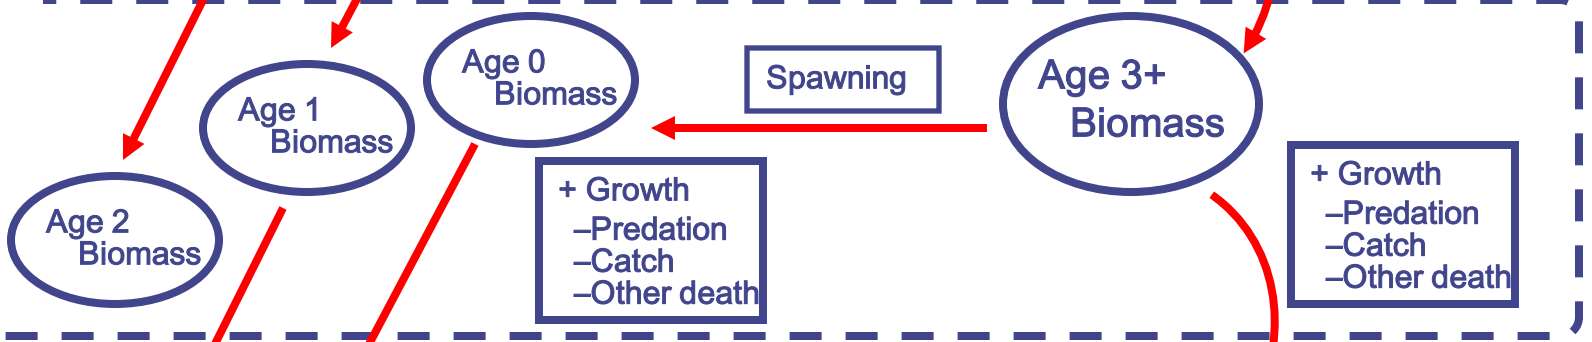 Age 0
Biomass
Age 1
Biomass
Age 2
Biomass
Spawning
Age 3+
Biomass
+ Growth
–Predation
–Catch
–Other death
+ Growth
–Predation
–Catch
–Other death